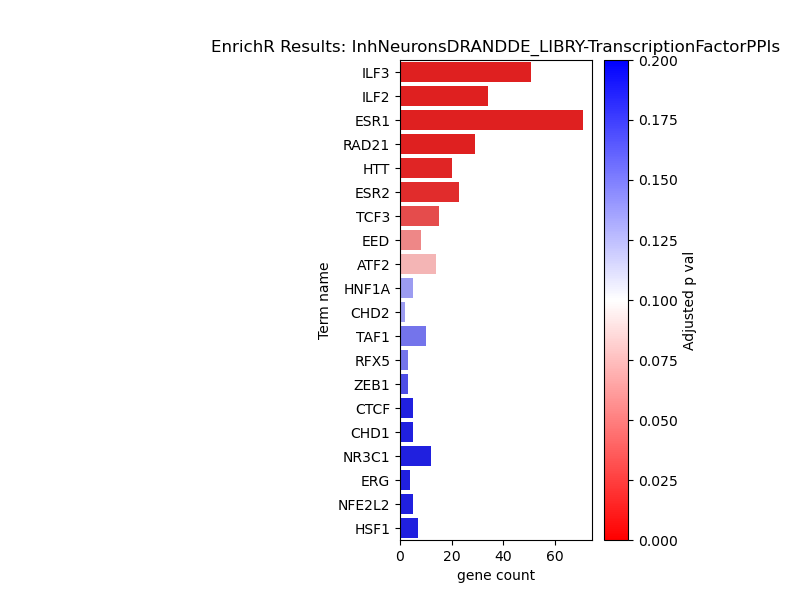 EnrichR Results: InhNeuronsDRANDDE_LIBRY-TranscriptionFactorPPIs
ILF3
ILF2
ESR1
RAD21
HTT
ESR2
TCF3
EED
ATF2
HNF1A
CHD2
TAF1
RFX5
ZEB1
CTCF
CHD1
NR3C1
ERG
NFE2L2
HSF1
Term name
0 20 40 60
gene count
0.200
0.175
0.150
0.125
0.100
0.075
0.050
0.025
0.000
Adjusted p val